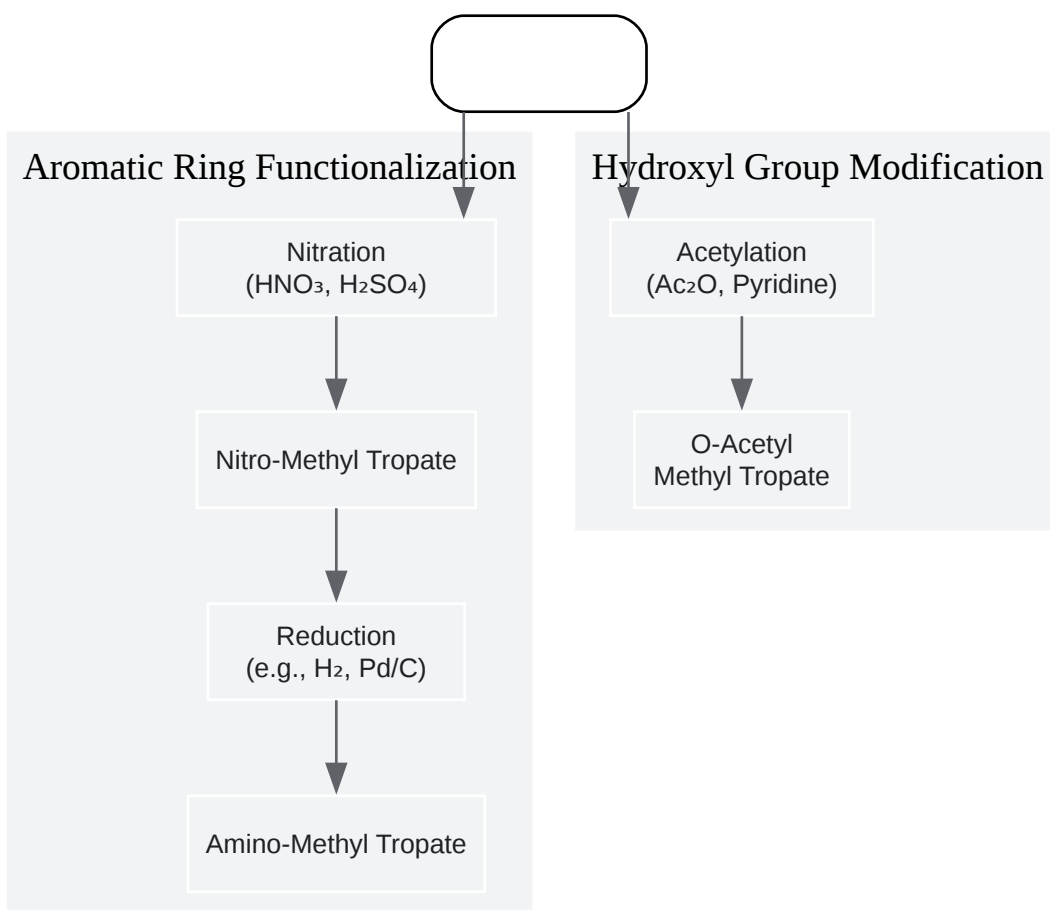 Aromatic Ring Functionalization
Nitration
(HNO₃, H₂SO₄)
Nitro-Methyl Tropate
Reduction
(e.g., H₂, Pd/C)
Amino-Methyl Tropate
Hydroxyl Group Modification
Acetylation
(Ac₂O, Pyridine)
O-Acetyl
Methyl Tropate